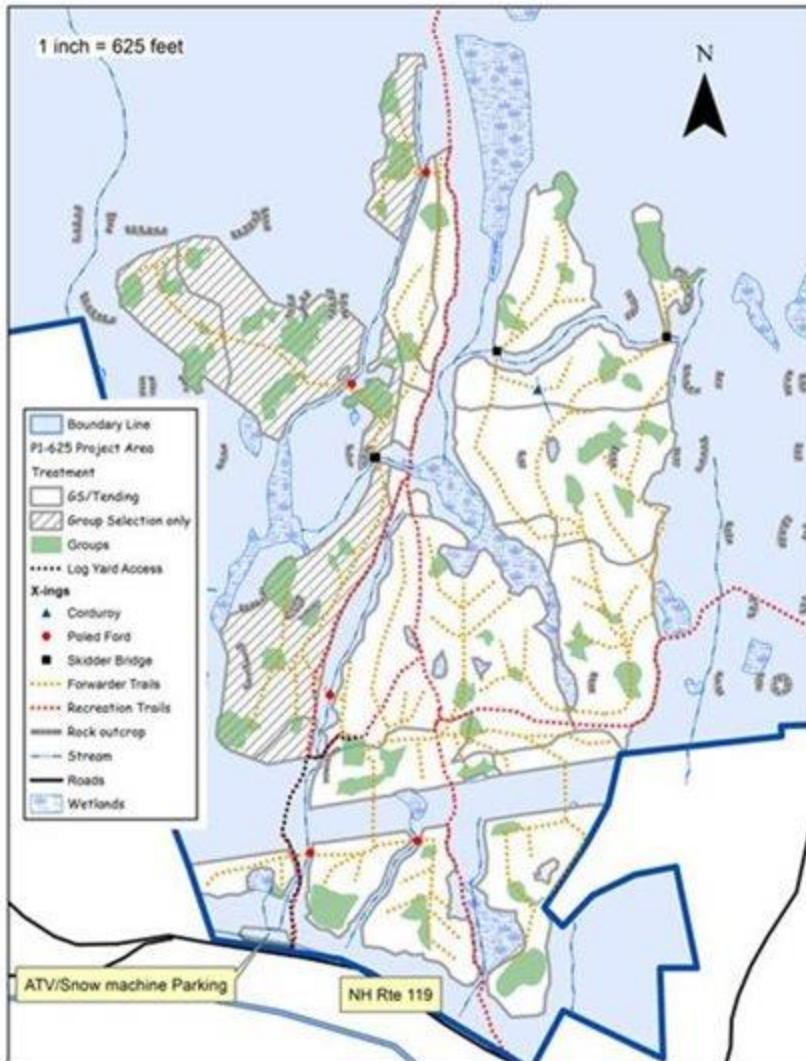 1 inch = 625 feet
N
Boundary Line
P1-625 Project Area
Treatment
GS/Tending
Group Selection only
Groups
Log Yard Access
X-ings
Corduroy
Poled Ford
Skidder Bridge
Forwarder Trails
Recreation Trails
Rock outcrop
Stream
Roads
Wetlands
ATV/Snow machine Parking
NH Rte 119